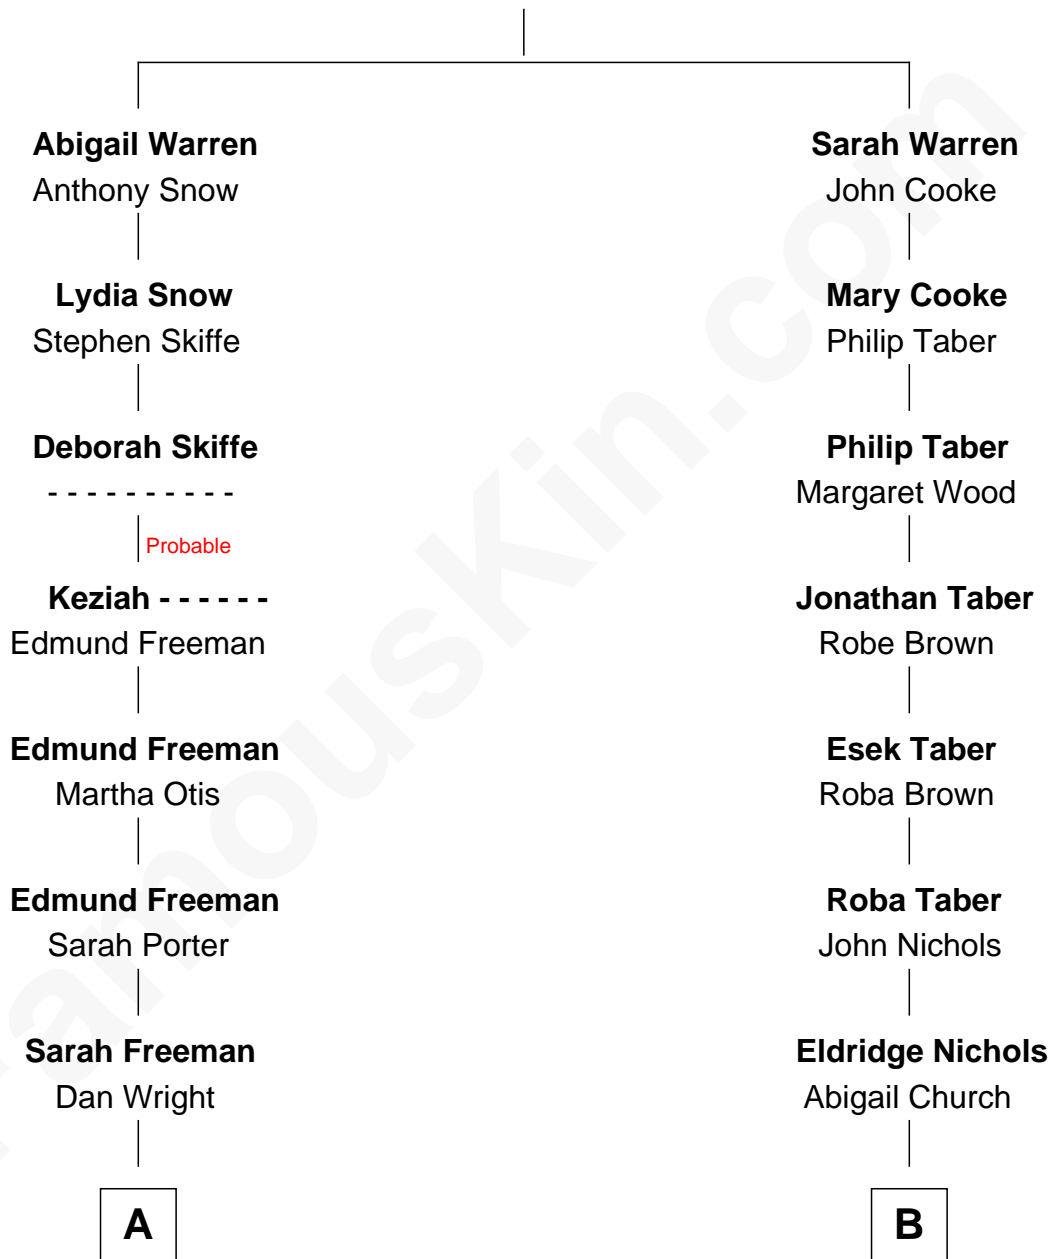 Abigail Warren
Anthony Snow
Lydia Snow
Stephen Skiffe
Deborah Skiffe
- - - - - - - - - -
Probable
Keziah - - - - - -
Edmund Freeman
Edmund Freeman
Martha Otis
Edmund Freeman
Sarah Porter
Sarah Freeman
Dan Wright
A
Sarah Warren
John Cooke
Mary Cooke
Philip Taber
Philip Taber
Margaret Wood
Jonathan Taber
Robe Brown
Esek Taber
Roba Brown
Roba Taber
John Nichols
Eldridge Nichols
Abigail Church
B
FamousKin.com